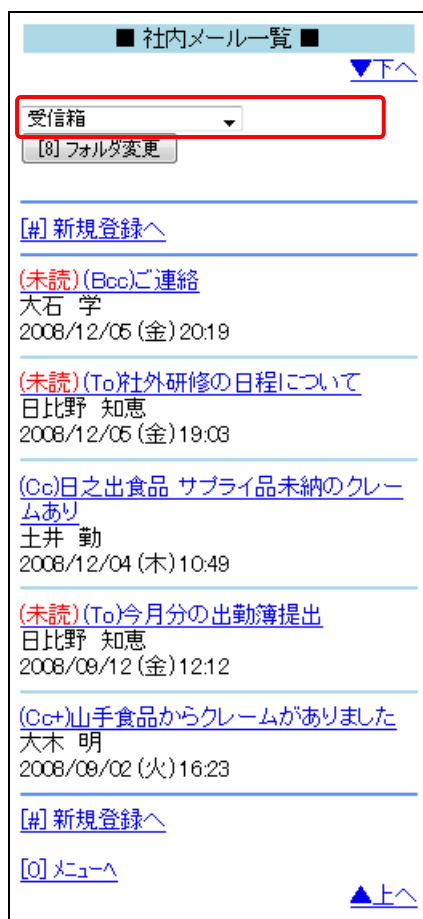 ■ 社内メール一覧 ■
▼下へ
受信箱
[8] フォルダ変更
[#] 新規登録へ
(未読)(Bcc)ご連絡
大石 学
2008/12/05 (金) 20:19
(未読)(To)社外研修の日程について
日比野 知恵
2008/12/05 (金) 19:03
(Cc)日之出食品 サプライ品未納のクレー
ムあり
土井 勤
2008/12/04 (木) 10:49
(未読)(To)今月分の出勤簿提出
日比野 知恵
2008/09/12 (金) 12:12
(Cc+)山手食品からクレームがありました
大木 明
2008/09/02 (火) 16:23
[#] 新規登録へ
[0] メニューへ
▲上へ